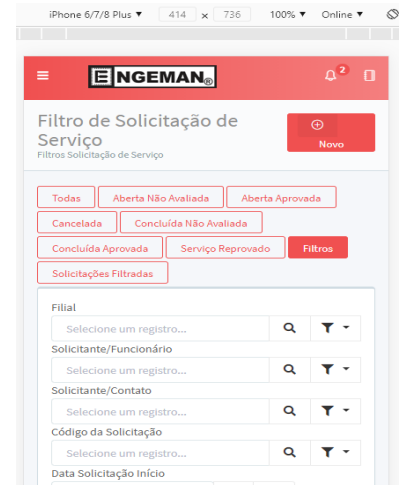 iPhone 6/7/8 Plus ▼ 414 x 736 100% ▼ Online ▼
ENGEMAN® 2
Filtro de Solicitação de Serviço
Filtros Solicitação de Serviço
Novo
Todas Aberta Não Avaliada Aberta Aprovada
Cancelada Concluída Não Avaliada
Concluída Aprovada Serviço Reprovado Filtros
Solicitações Filtradas
Filial
Selecione um registro...
Solicitante/Funcionário
Selecione um registro...
Solicitante/Contato
Selecione um registro...
Código da Solicitação
Selecione um registro...
Data Solicitação Início